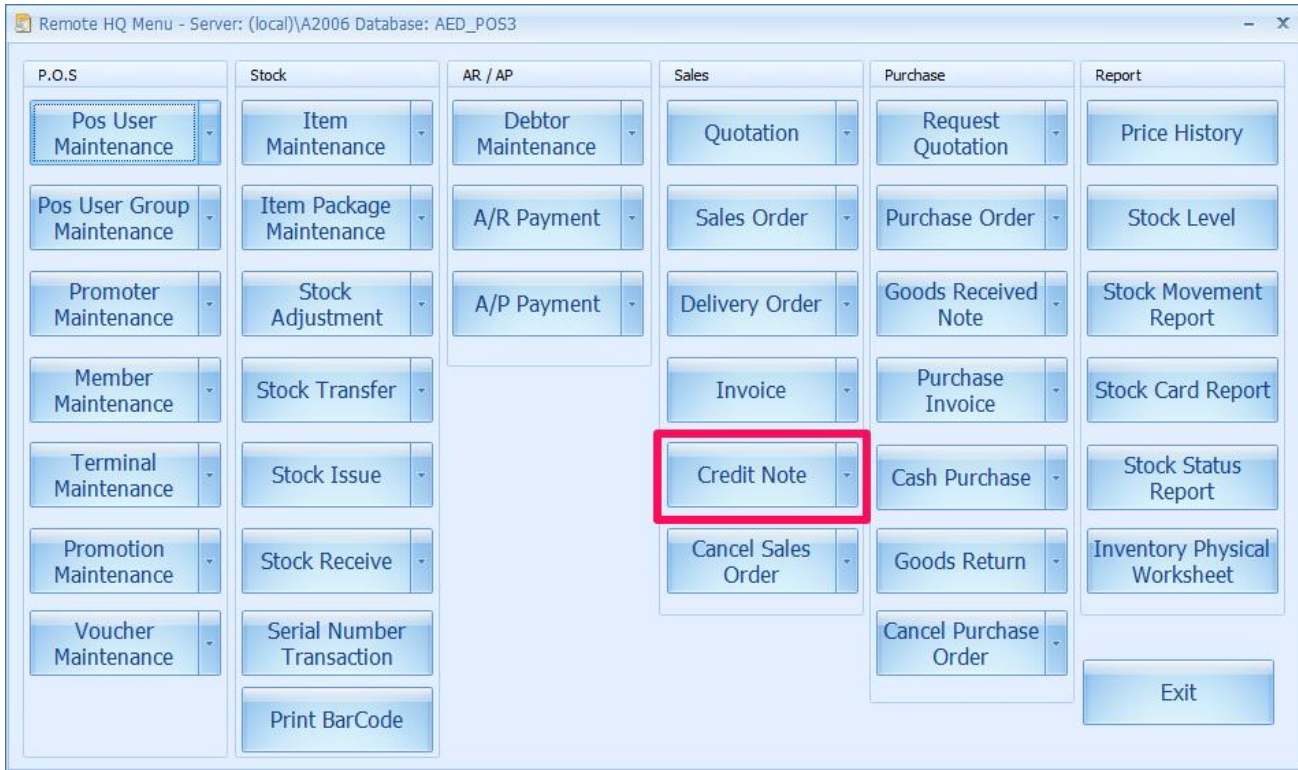 Remote HQ Menu - Server: (local)\A2006 Database: AED_POS3
P.O.S
Pos User
Maintenance
Pos User Group
Maintenance
Promoter
Maintenance
Member
Maintenance
Terminal
Maintenance
Promotion
Maintenance
Voucher
Maintenance
Stock
Item
Maintenance
Item Package
Maintenance
Stock
Adjustment
Stock Transfer
Stock Issue
Stock Receive
Serial Number
Transaction
Print BarCode
AR / AP
Debtor
Maintenance
A/R Payment
A/P Payment
Sales
Quotation
Sales Order
Delivery Order
Invoice
Credit Note
Cancel Sales
Order
Purchase
Request
Quotation
Purchase Order
Goods Received
Note
Purchase
Invoice
Cash Purchase
Goods Return
Cancel Purchase
Order
Report
Price History
Stock Level
Stock Movement
Report
Stock Card Report
Stock Status
Report
Inventory Physical
Worksheet
Exit